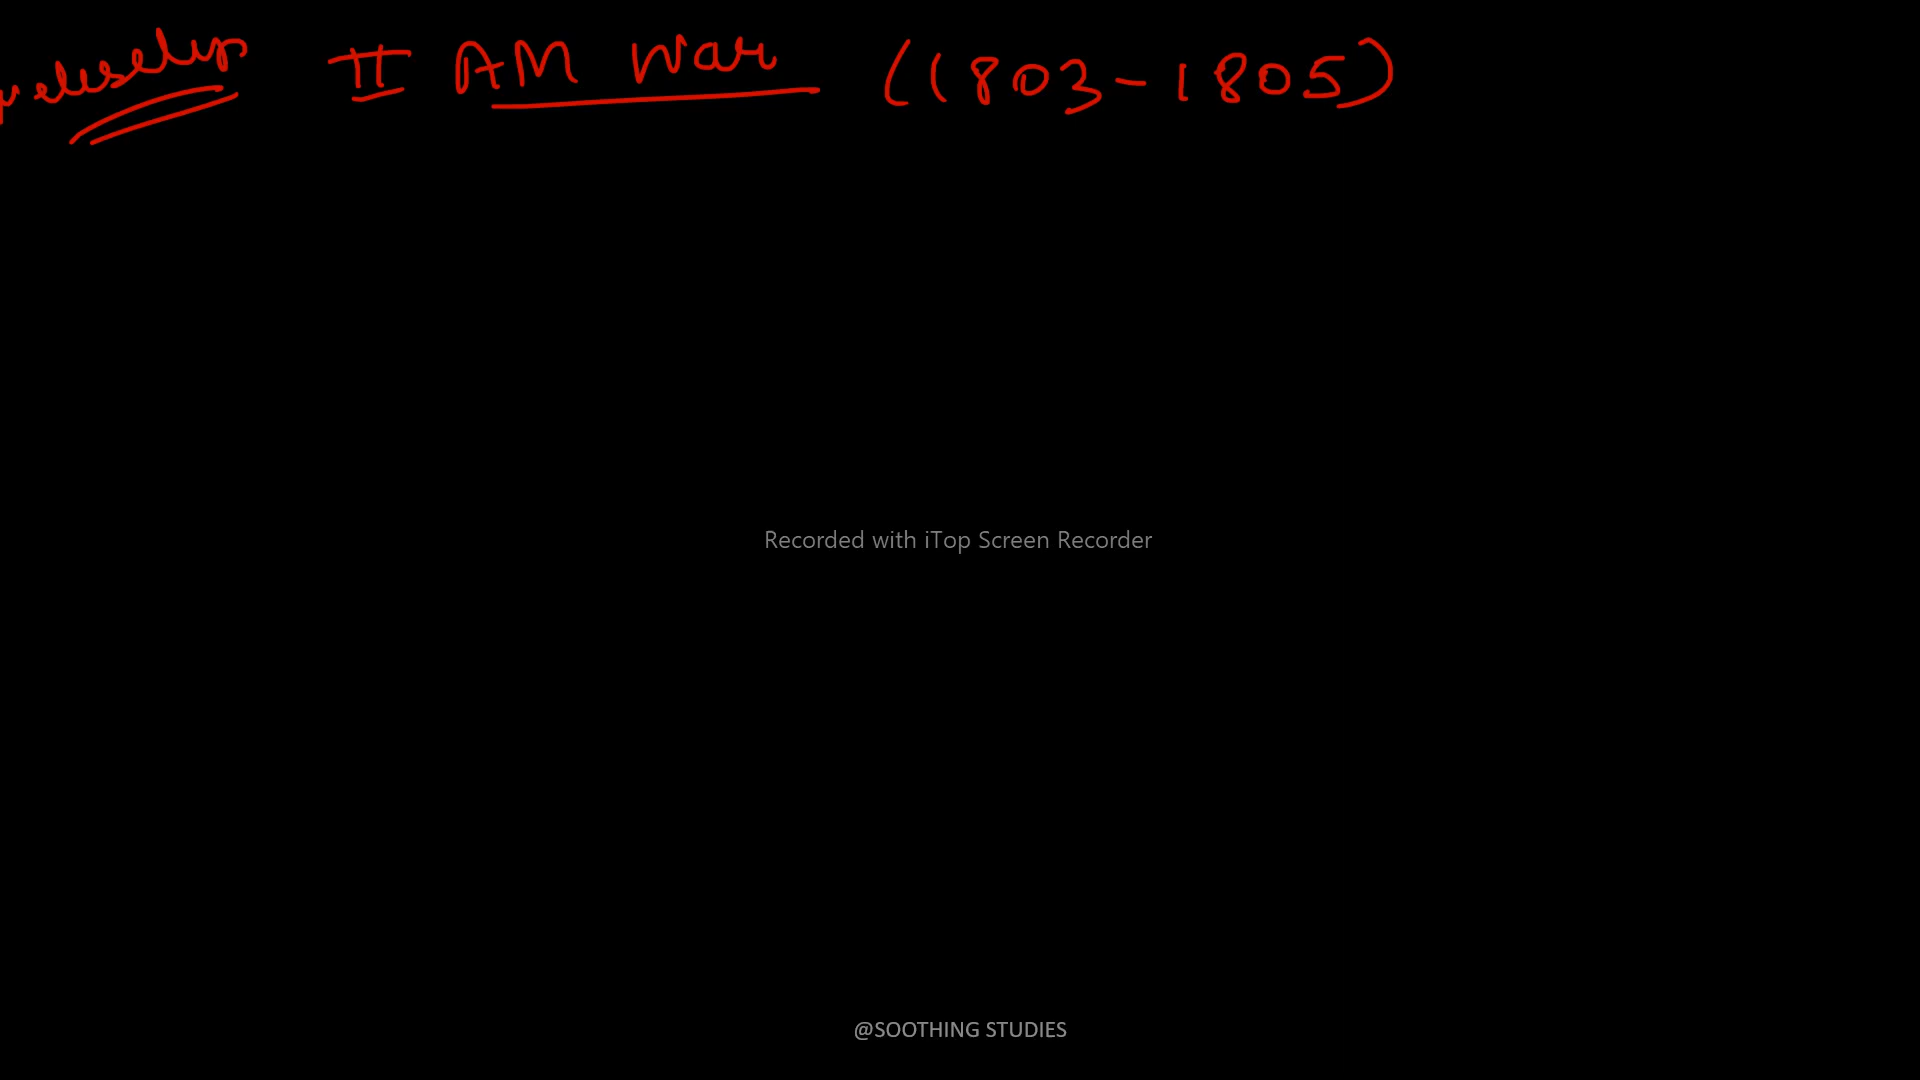 II AM War (1803-1805)
Recorded with iTop Screen Recorder
@SOOTHING STUDIES